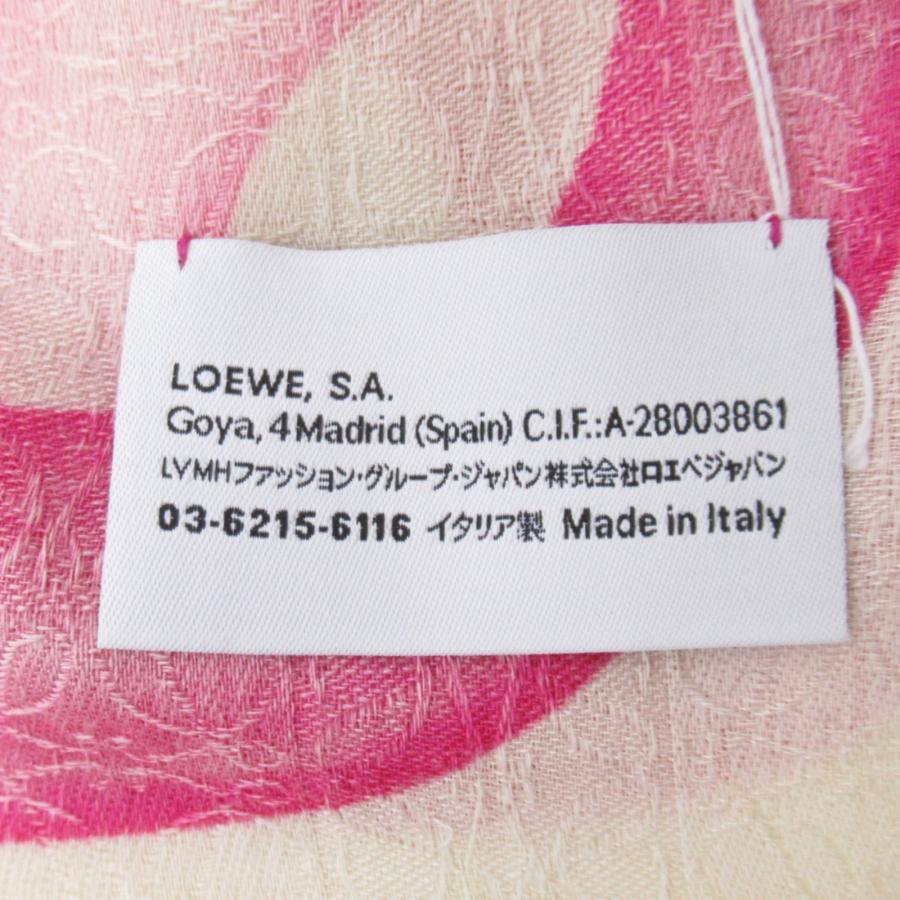 LOEWE, S.A.
Goya, 4 Madrid (Spain) C.I.F.:A-28003861
LVMHファッション・グループ・ジャパン株式会社ロエベジャパン
03-6215-6116 イタリア製 Made in Italy